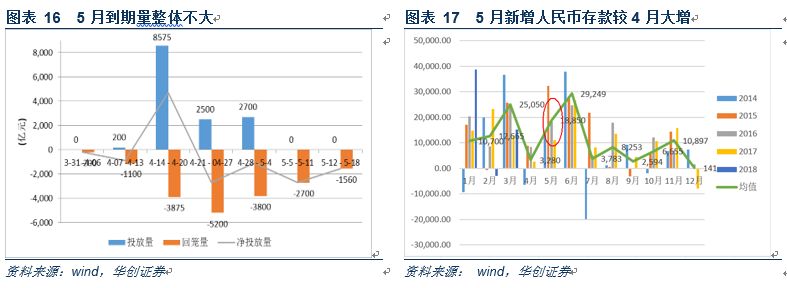 图表 16 5 月到期量整体不大
8,000
6,000
4,000
2,000
0
-2,000
-4,000
-6,000
(亿元)
0
200
8575
2500
2700
0
0
4-07
4-14 - 4-20
4-21 - 04-27
4-28 - 5-4
5-5 - 5-11
5-12 - 5-18
-1100
-3875
-5200
-3800
-2700
-1560
投放量
回笼量
净投放量
资料来源:wind,华创证券
图表 17 5 月新增人民币存款较 4 月大增
50,000.00
40,000.00
30,000.00
20,000.00
10,000.00
0.00
-10,000.00
-20,000.00
-30,000.00
10,700
12,665
25,050
3,280
18,850
29,249
3,783
8,253
2,594
6,655
10,897
141
1月
2月
3月
4月
5月
6月
7月
8月
9月
10月
11月
12月
2014
2015
2016
2017
2018
均值
资料来源: wind,华创证券